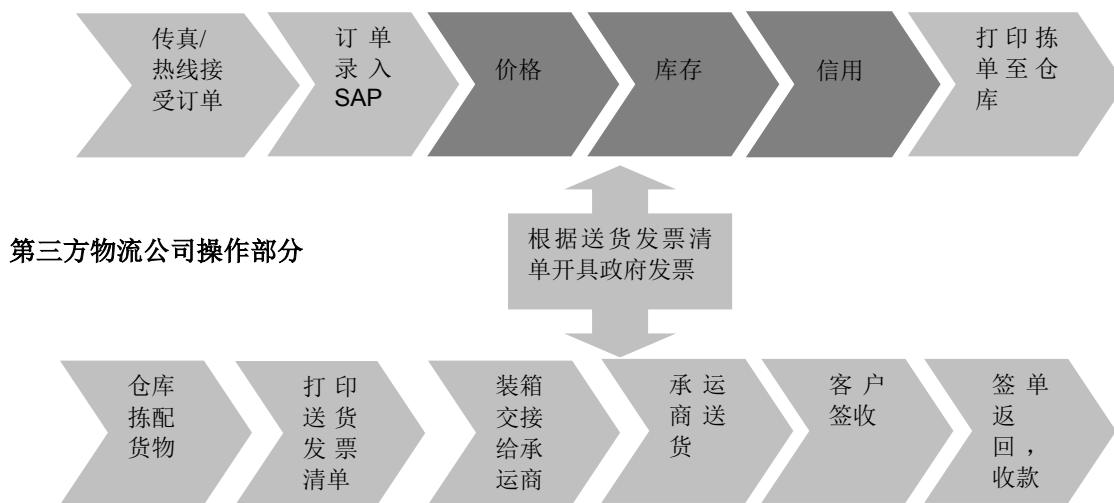 传真/
热线接
受订单
订单
录入
SAP
价格
库存
信用
打印拣
单至仓
库
第三方物流公司操作部分
根据送货发票清
单开具政府发票
仓库
拣配
货物
打印
送货
发票
清单
装箱
交接
给承
运商
承运
商送
货
客户
签收
签单
返
回，
收款